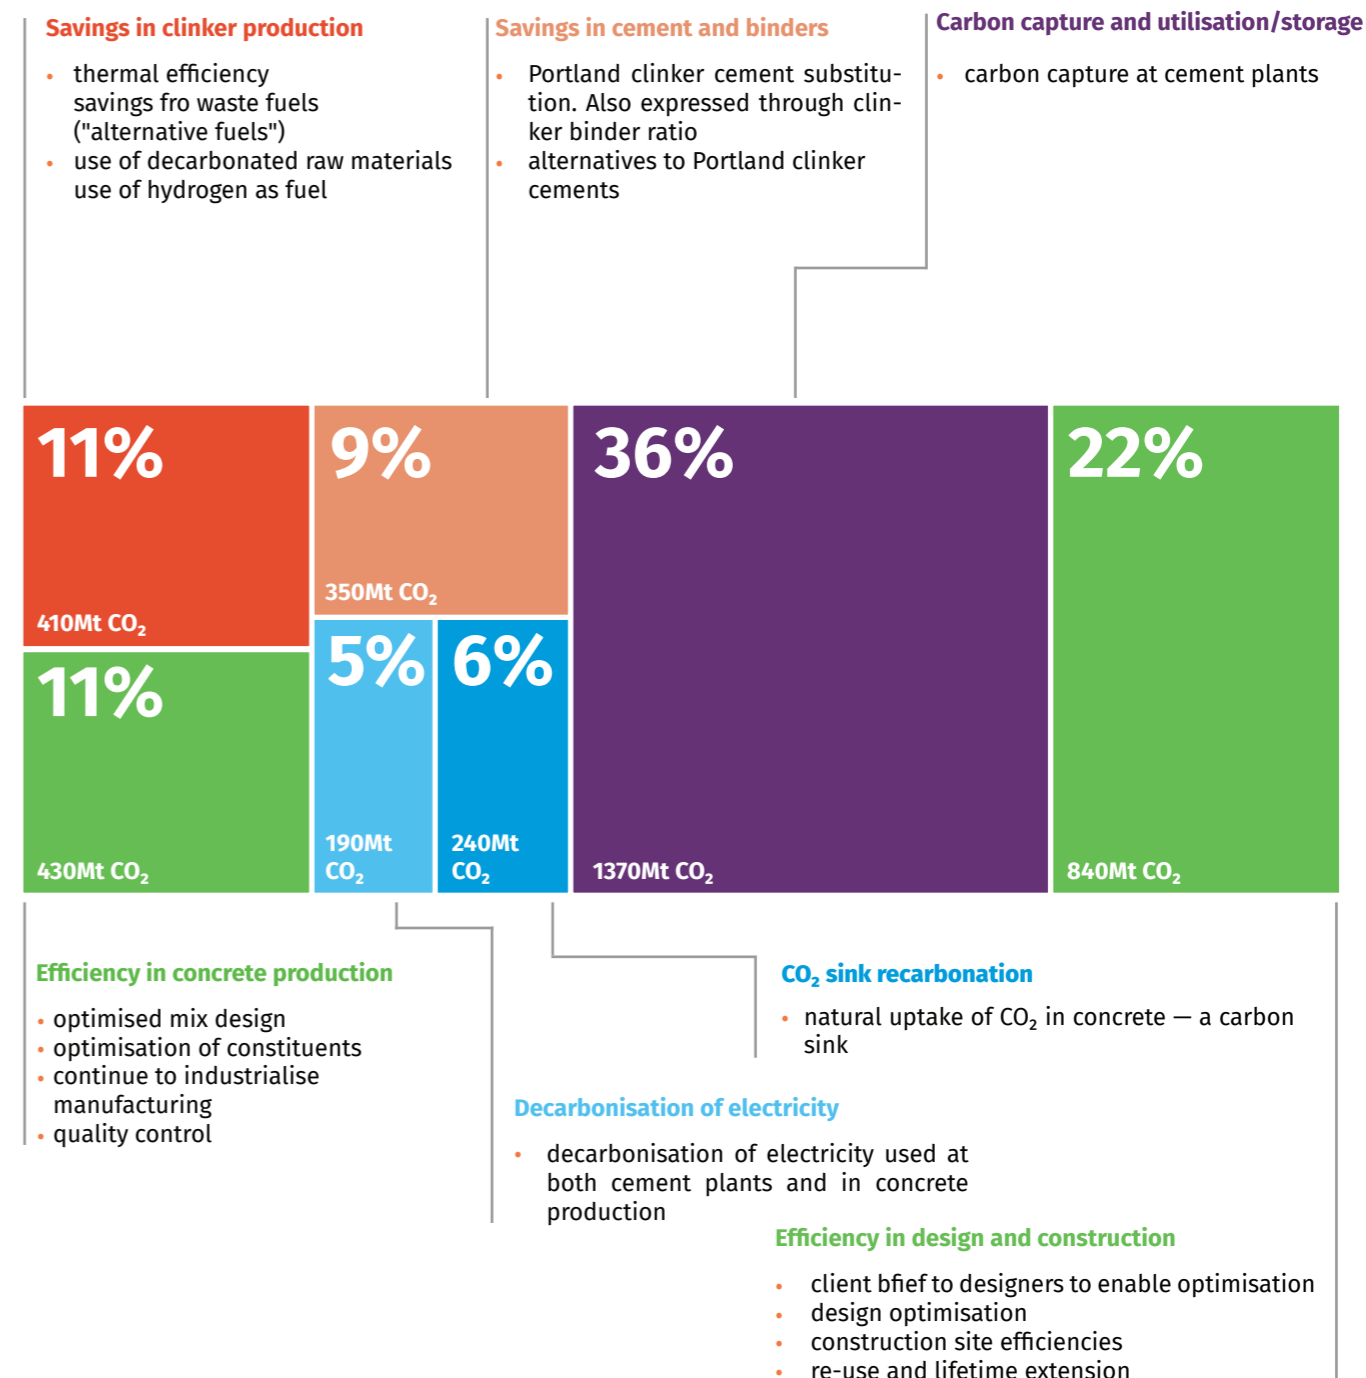 Savings in clinker production
• thermal efficiency
savings fro waste fuels
("alternative fuels")
• use of decarbonated raw materials
use of hydrogen as fuel
Savings in cement and binders
• Portland clinker cement substitu-
tion. Also expressed through clin-
ker binder ratio
• alternatives to Portland clinker
cements
Carbon capture and utilisation/storage
• carbon capture at cement plants
11%
410Mt CO₂
9%
350Mt CO₂
36%
1370Mt CO₂
22%
840Mt CO₂
11%
430Mt CO₂
5%
190Mt
CO₂
6%
240Mt
CO₂
Efficiency in concrete production
• optimised mix design
• optimisation of constituents
• continue to industrialise
manufacturing
• quality control
CO₂ sink recarbonation
• natural uptake of CO₂ in concrete — a carbon
sink
Decarbonisation of electricity
• decarbonisation of electricity used at
both cement plants and in concrete
production
Efficiency in design and construction
• client bfief to designers to enable optimisation
• design optimisation
• construction site efficiencies
• re-use and lifetime extension